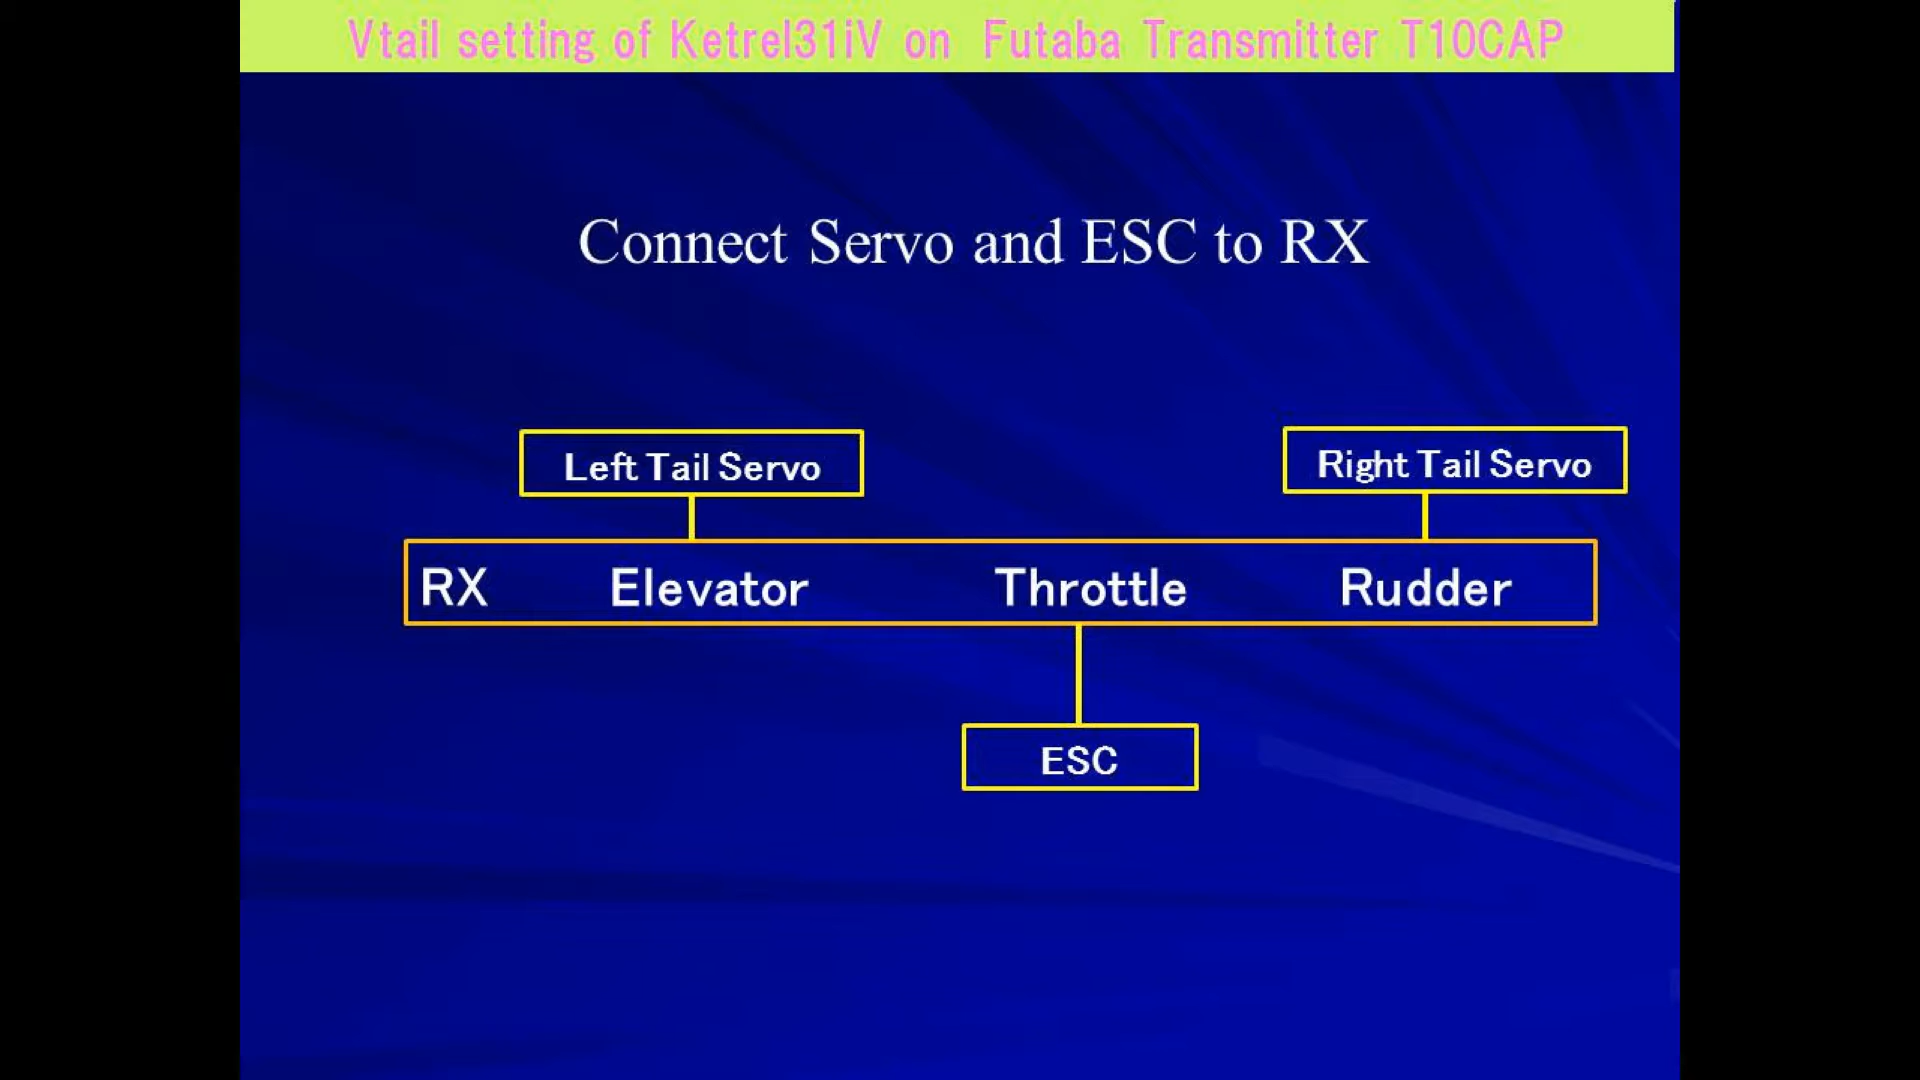 Vtail setting of Ketrel31iV on Futaba Transmitter T10CAP
Connect Servo and ESC to RX
Left Tail Servo
Right Tail Servo
RX Elevator Throttle Rudder
ESC